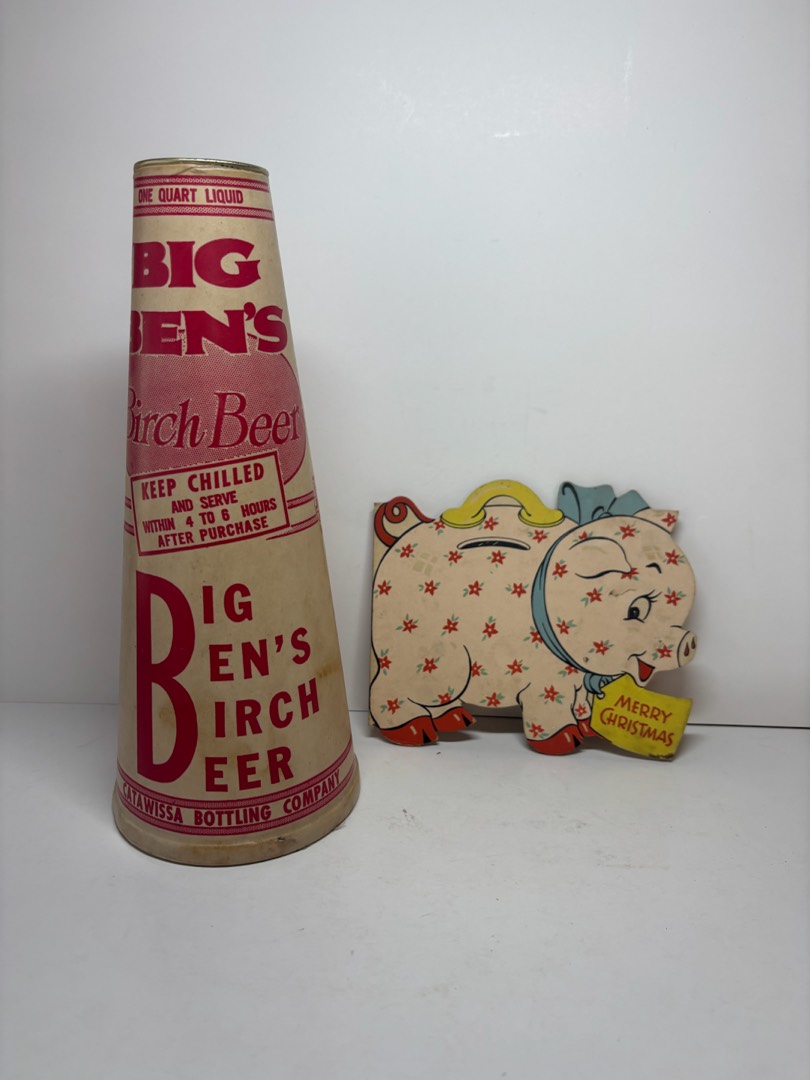 ONE QUART LIQUID
BIG
BEN'S
Birch Beer
KEEP CHILLED
AND SERVE
WITHIN 4 TO 6 HOURS
AFTER PURCHASE
BIG
BEN'S
BIRCH
BEER
CATAWISSA BOTTLING COMPANY
MERRY
CHRISTMAS